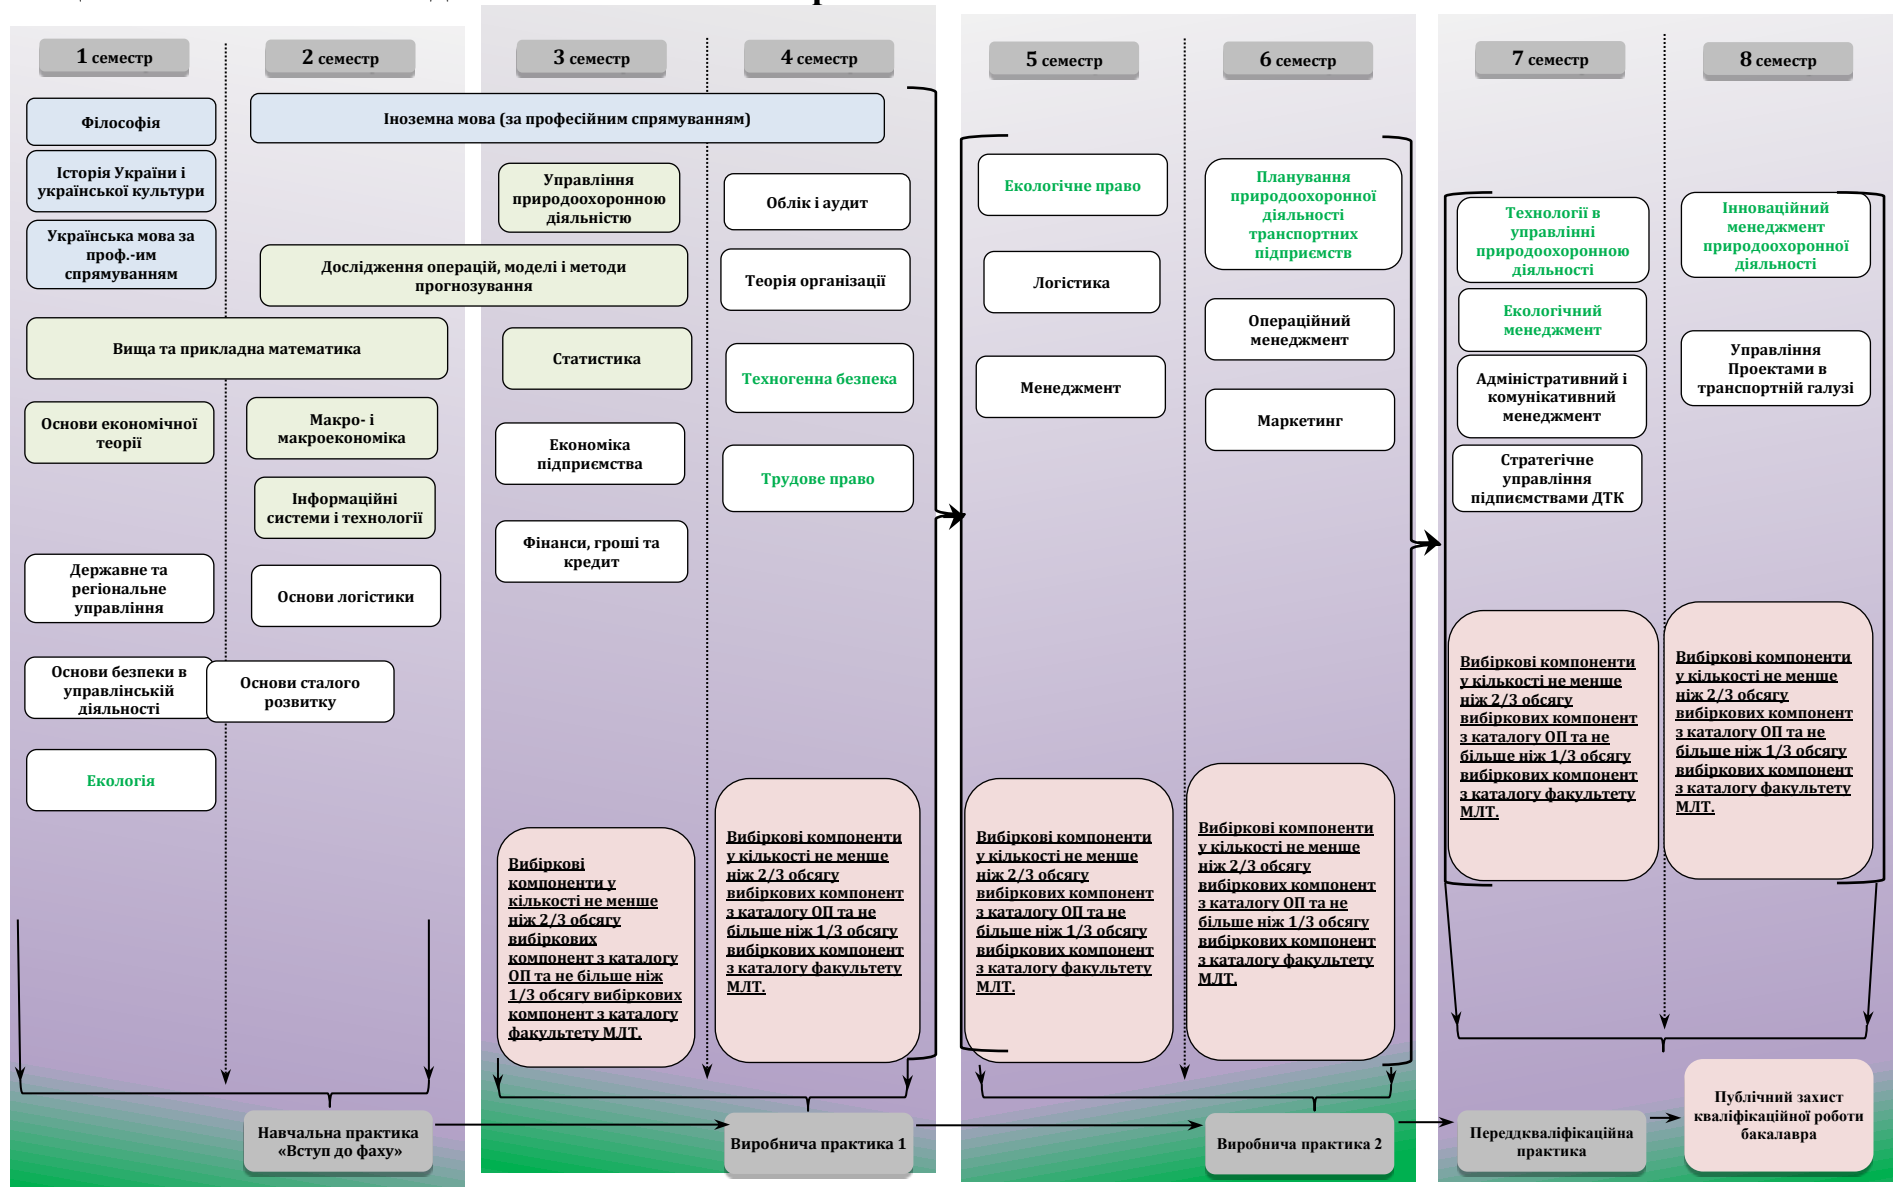 1 семестр
2 семестр
3 семестр
4 семестр
5 семестр
6 семестр
7 семестр
8 семестр
Філософія
Історія України і
української культури
Українська мова за
проф.-им
спрямуванням
Іноземна мова (за професійним спрямуванням)
Вища та прикладна математика
Основи економічної
теорії
Державне та
регіональне
управління
Основи безпеки в
управлінській
діяльності
Екологія
Дослідження операцій, моделі і методи
прогнозування
Макро- і
макроекономіка
Інформаційні
системи і технології
Основи логістики
Основи сталого
розвитку
Управління
природоохоронною
діяльністю
Статистика
Економіка
підприємства
Фінанси, гроші та
кредит
Вибіркові
компоненти у
кількості не менше
ніж 2/3 обсягу
вибіркових
компонент з каталогу
ОП та не більше ніж
1/3 обсягу вибіркових
компонент з каталогу
факультету МЛТ.
Облік і аудит
Теорія організації
Техногенна безпека
Трудове право
Вибіркові компоненти
у кількості не менше
ніж 2/3 обсягу
вибіркових компонент
з каталогу ОП та не
більше ніж 1/3 обсягу
вибіркових компонент
з каталогу факультету
МЛТ.
Екологічне право
Логістика
Менеджмент
Вибіркові компоненти
у кількості не менше
ніж 2/3 обсягу
вибіркових компонент
з каталогу ОП та не
більше ніж 1/3 обсягу
вибіркових компонент
з каталогу факультету
МЛТ.
Планування
природоохоронної
діяльності
транспортних
підприємств
Операційний
менеджмент
Маркетинг
Вибіркові компоненти
у кількості не менше
ніж 2/3 обсягу
вибіркових компонент
з каталогу ОП та не
більше ніж 1/3 обсягу
вибіркових компонент
з каталогу факультету
МЛТ.
Технології в
управлінні
природоохоронною
діяльності
Екологічний
менеджмент
Адміністративний і
комунікативний
менеджмент
Стратегічне
управління
підписмствами ДТК
Вибіркові компоненти
у кількості не менше
ніж 2/3 обсягу
вибіркових компонент
з каталогу ОП та не
більше ніж 1/3 обсягу
вибіркових компонент
з каталогу факультету
МЛТ.
Інноваційний
менеджмент
природоохоронної
діяльності
Управління
Проектами в
транспортній галузі
Вибіркові компоненти
у кількості не менше
ніж 2/3 обсягу
вибіркових компонент
з каталогу ОП та не
більше ніж 1/3 обсягу
вибіркових компонент
з каталогу факультету
МЛТ.
Навчальна практика
«Вступ до фаху»
Виробнича практика 1
Виробнича практика 2
Переддкваліфікаційна
практика
Публічний захист
кваліфікаційної роботи
бакалавра